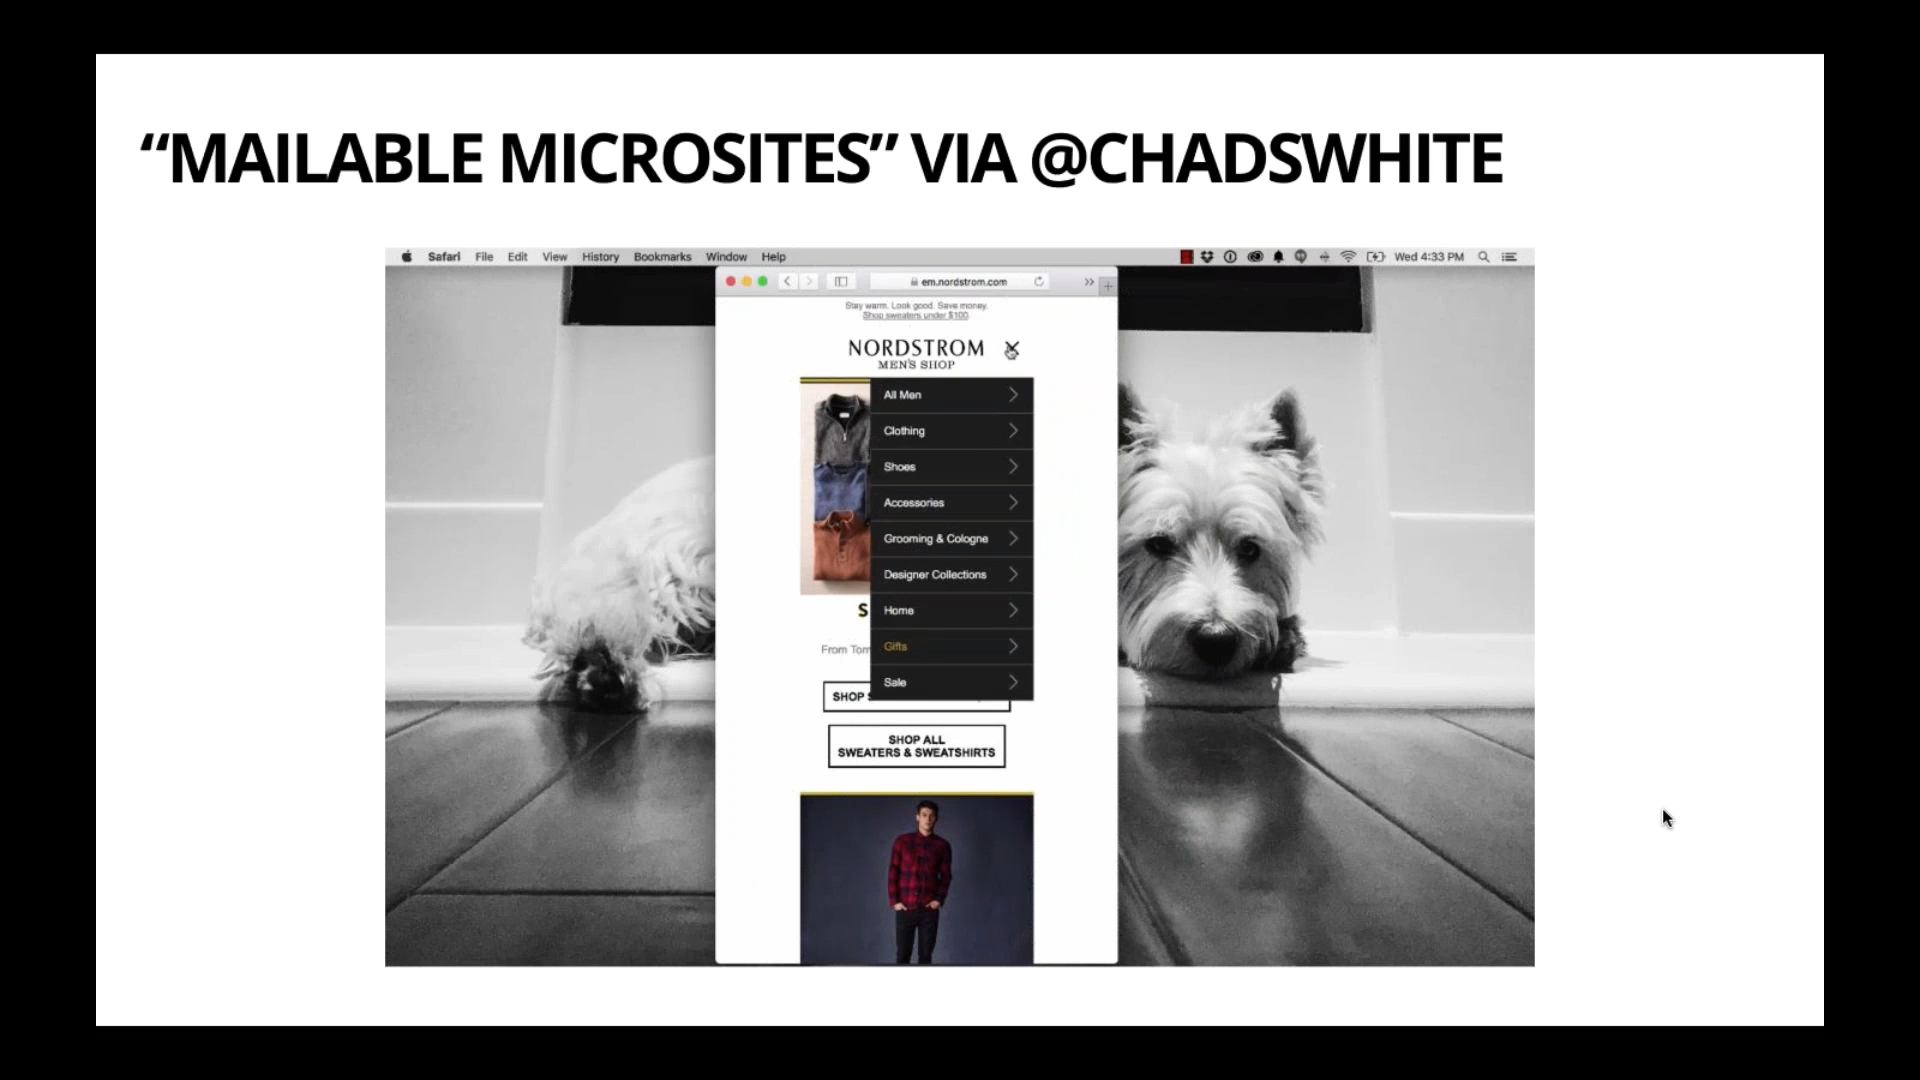 “MAILABLE MICROSITES” VIA @CHADSWHITE
Safari File Edit View History Bookmarks Window Help Wed 4:33 PM
em.nordstrom.com
Stay warm. Look good. Save money.
Shop sweaters under $100.
NORDSTROM
MEN'S SHOP
All Men
Clothing
Shoes
Accessories
Grooming & Cologne
Designer Collections
Home
S
Gifts
From Tom
Sale
SHOP
SHOP ALL
SWEATERS & SWEATSHIRTS